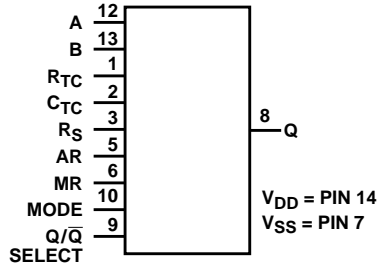 12
A
13
B
1
RTC
2
CTC
3
RS
5
AR
6
MR
10
MODE
9
Q/Q̅
SELECT
8
Q
VDD = PIN 14
VSS = PIN 7